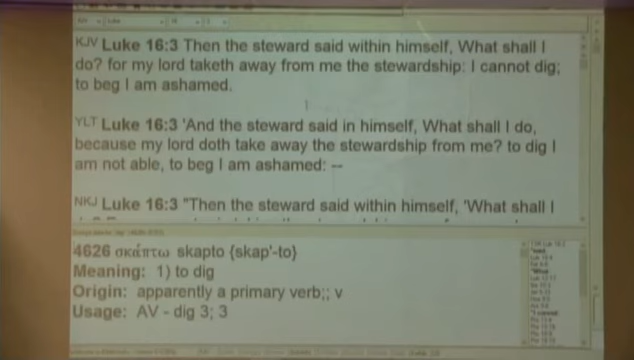 KJV Luke 16:3 Then the steward said within himself, What shall I
do? for my lord taketh away from me the stewardship: I cannot dig;
to beg I am ashamed.
YLT Luke 16:3 'And the steward said in himself, What shall I do,
because my lord doth take away the stewardship from me? to dig I
am not able, to beg I am ashamed: --
NKJ Luke 16:3 "Then the steward said within himself, 'What shall I
4626 σκάπτω skapto {skap'-to}
Meaning: 1) to dig
Origin: apparently a primary verb;; v
Usage: AV - dig 3; 3